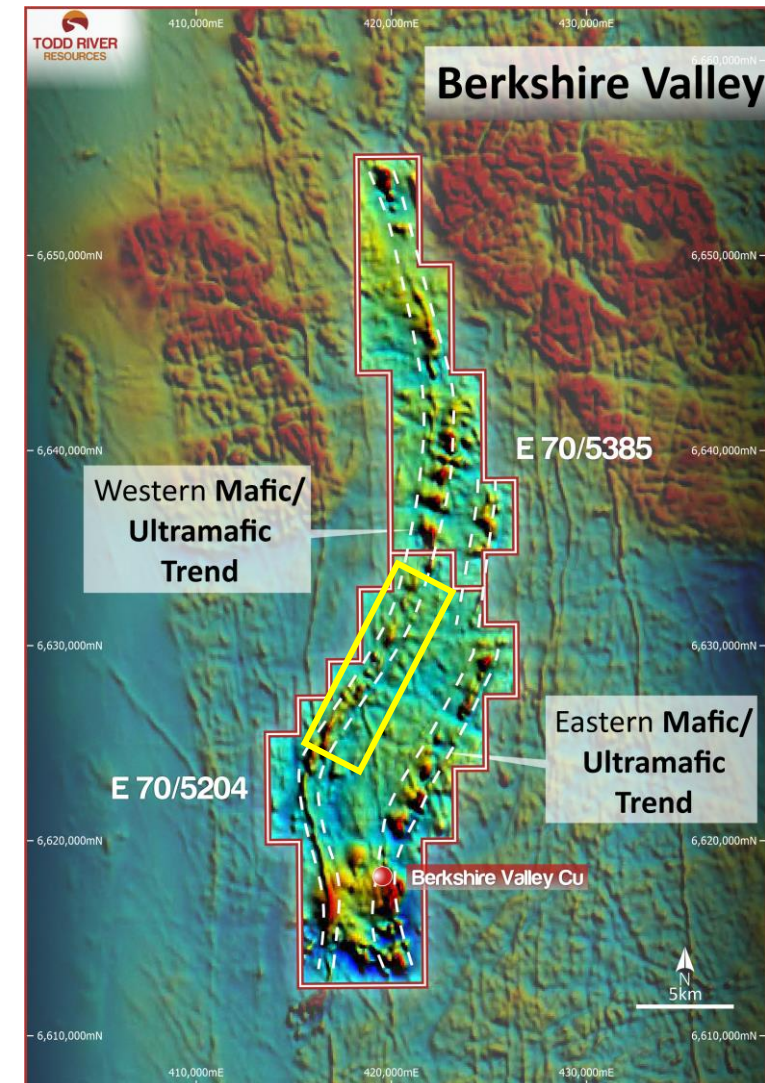 TODD RIVER
RESOURCES
410,000mE
420,000mE
430,000mE
6,660,000mN
Berkshire Valley
6,650,000mN
6,650,000mN
6,640,000mN
E 70/5385
6,640,000mN
Western Mafic/
Ultramafic
Trend
6,630,000mN
6,630,000mN
Eastern Mafic/
Ultramafic
Trend
E 70/5204
6,620,000mN
6,620,000mN
Berkshire Valley Cu
N
5km
6,610,000mN
6,610,000mN
410,000mE
420,000mE
430,000mE